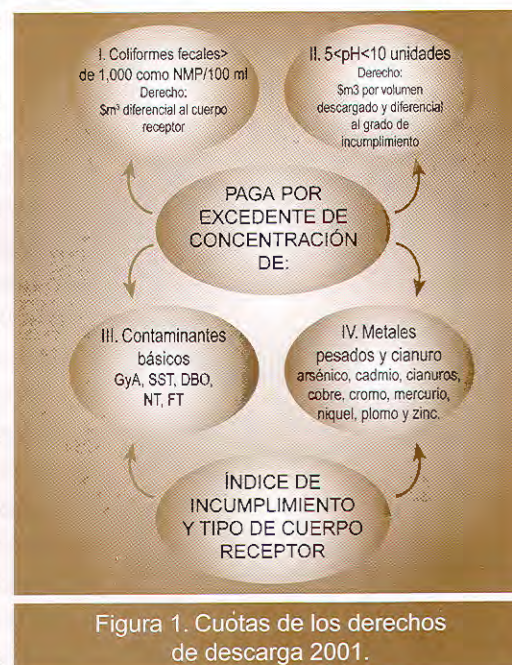 I. Coliformes fecales>
de 1,000 como NMP/100 ml
Derecho:
$m³ diferencial al cuerpo
receptor
II. 5<pH<10 unidades
Derecho:
$m3 por volumen
descargado y diferencial
al grado de
incumplimiento
PAGA POR
EXCEDENTE DE
CONCENTRACIÓN
DE:
III. Contaminantes
básicos
GyA, SST, DBO,
NT, FT
IV. Metales
pesados y cianuro
arsénico, cadmio, cianuros,
cobre, cromo, mercurio,
níquel, plomo y zinc.
ÍNDICE DE
INCUMPLIMIENTO
Y TIPO DE CUERPO
RECEPTOR
Figura 1. Cuotas de los derechos
de descarga 2001.